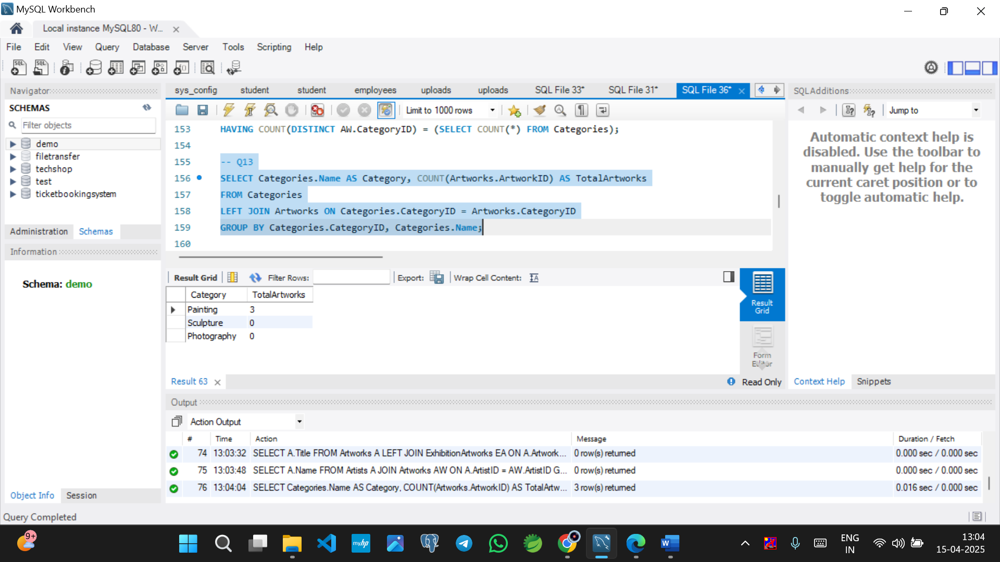 MySQL Workbench
Local instance MySQL80 - W...
File Edit View Query Database Server Tools Scripting Help
Navigator
SCHEMAS
Filter objects
demo
filetransfer
techshop
test
ticketbookingsystem
Administration Schemas
Information
Schema: demo
Object Info Session
sys_config student student employees uploads uploads SQL File 33* SQL File 31* SQL File 36*
Limit to 1000 rows
153 HAVING COUNT(DISTINCT AW.CategoryID) = (SELECT COUNT(*) FROM Categories);
154
155 -- Q13
156 SELECT Categories.Name AS Category, COUNT(Artworks.ArtworkID) AS TotalArtworks
157 FROM Categories
158 LEFT JOIN Artworks ON Categories.CategoryID = Artworks.CategoryID
159 GROUP BY Categories.CategoryID, Categories.Name;
160
Result Grid Filter Rows: Export: Wrap Cell Content:
Category TotalArtworks
Painting 3
Sculpture 0
Photography 0
Result Grid
Form Editor
Result 63
Read Only
SQLAdditions
Jump to
Automatic context help is
disabled. Use the toolbar to
manually get help for the
current caret position or to
toggle automatic help.
Context Help Snippets
Output
Action Output
# Time Action Message Duration / Fetch
74 13:03:32 SELECT A.Title FROM Artworks A LEFT JOIN ExhibitionArtworks EA ON A.Artwork... 0 row(s) returned 0.000 sec / 0.000 sec
75 13:03:48 SELECT A.Name FROM Artists A JOIN Artworks AW ON A.ArtistID = AW.ArtistID G... 0 row(s) returned 0.000 sec / 0.000 sec
76 13:04:04 SELECT Categories.Name AS Category, COUNT(Artworks.ArtworkID) AS TotalArtw... 3 row(s) returned 0.016 sec / 0.000 sec
Query Completed
9+
myhp
ENG
IN
13:04
15-04-2025